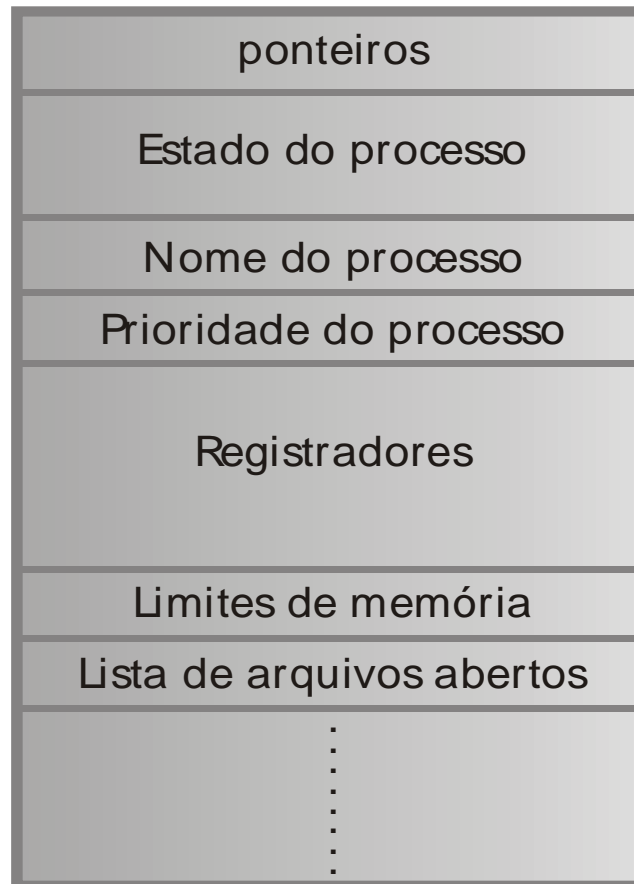 ponteiros
Estado do processo
Nome do processo
Prioridade do processo
Registradores
Limites de memória
Lista de arquivos abertos